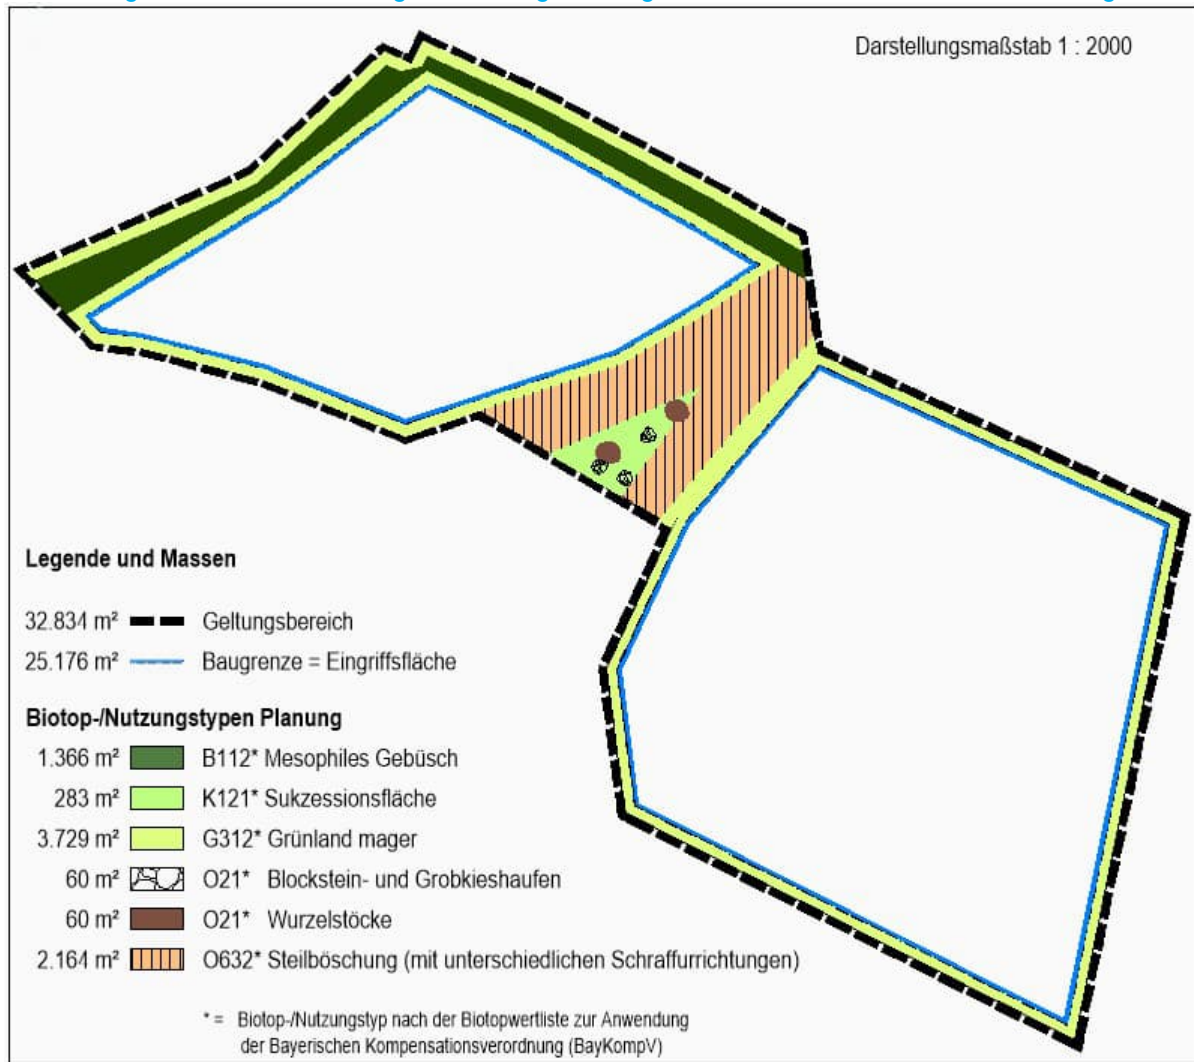 Darstellungsmaßstab 1 : 2000
Legende und Massen
32.834 m² Geltungsbereich
25.176 m² Baugrenze = Eingriffsfläche
Biotop-/Nutzungstypen Planung
1.366 m² B112* Mesophiles Gebüsch
283 m² K121* Sukzessionsfläche
3.729 m² G312* Grünland mager
60 m² O21* Blockstein- und Grobkieshaufen
60 m² O21* Wurzelstöcke
2.164 m² O632* Steilböschung (mit unterschiedlichen Schraffurrichtungen)
* = Biotop-/Nutzungstyp nach der Biotopwertliste zur Anwendung
der Bayerischen Kompensationsverordnung (BayKompV)